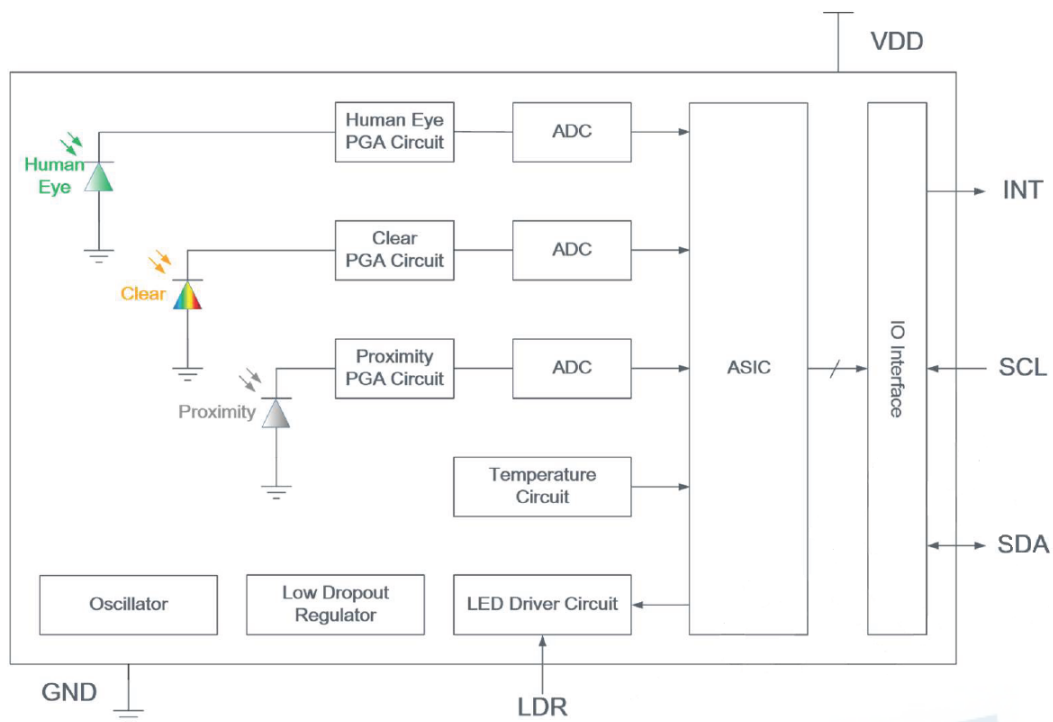 VDD
Human Eye
PGA Circuit
ADC
Human
Eye
INT
Clear
PGA Circuit
ADC
Clear
IO Interface
Proximity
PGA Circuit
ADC
ASIC
SCL
Proximity
Temperature
Circuit
SDA
Oscillator
Low Dropout
Regulator
LED Driver Circuit
GND
LDR